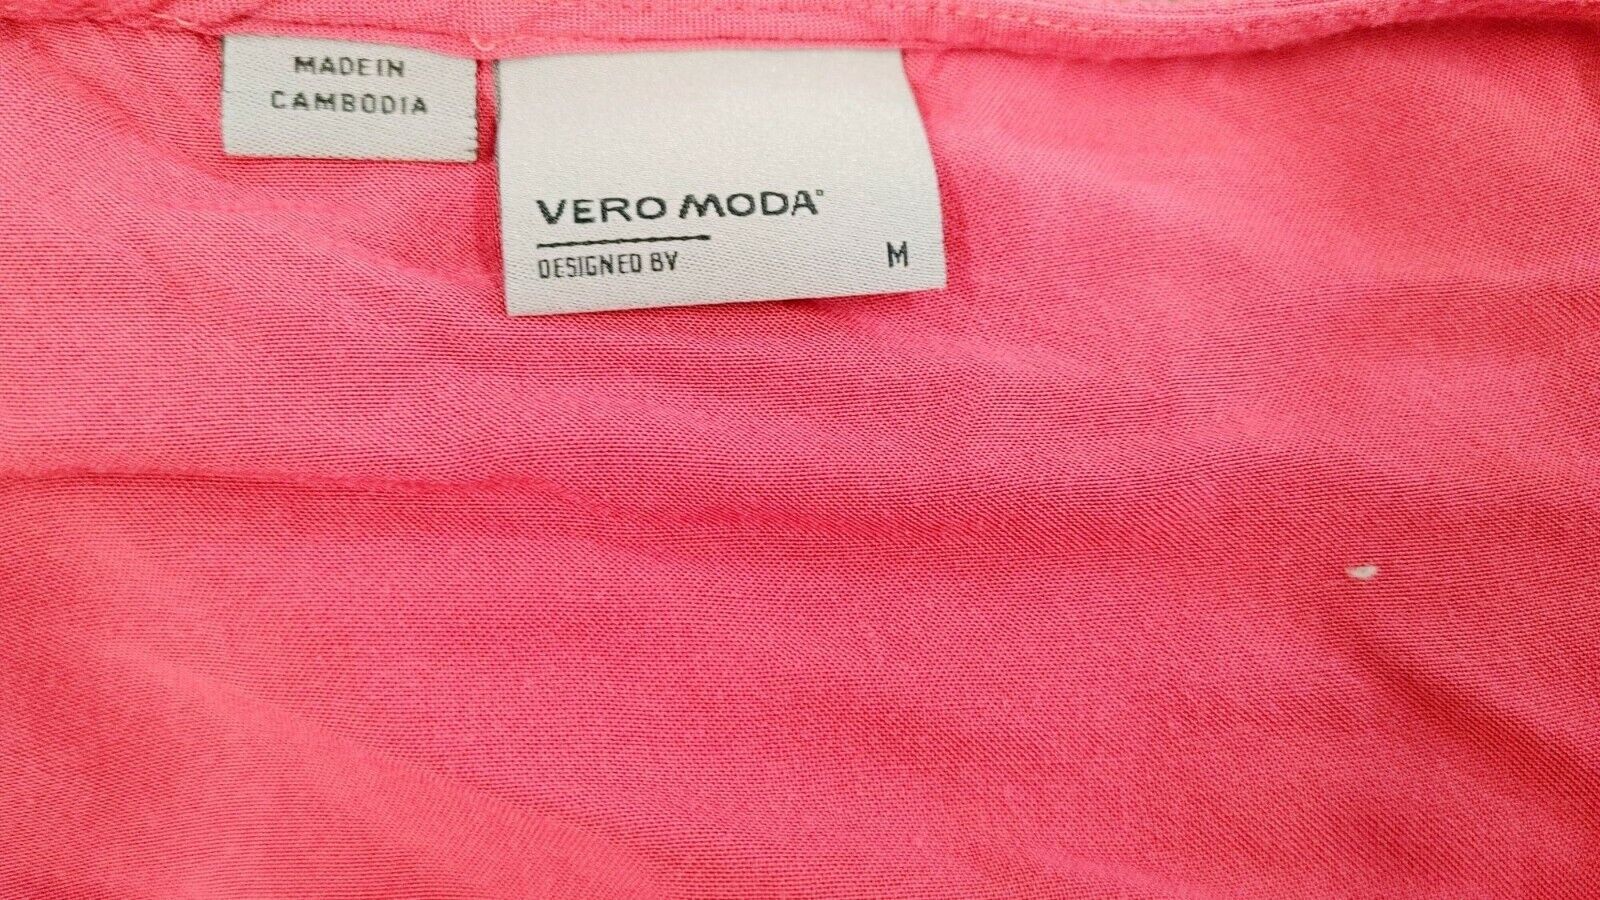 MADE IN
CAMBODIA
VERO MODA®
DESIGNED BY M